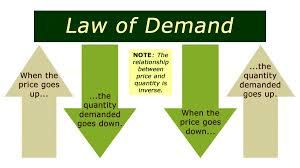 Law of Demand
When the
price goes
up...
...the
quantity
demanded
goes down.
NOTE: The
relationship
between
price and
quantity is
inverse.
When the
price goes
down...
...the
quantity
demanded
goes up.